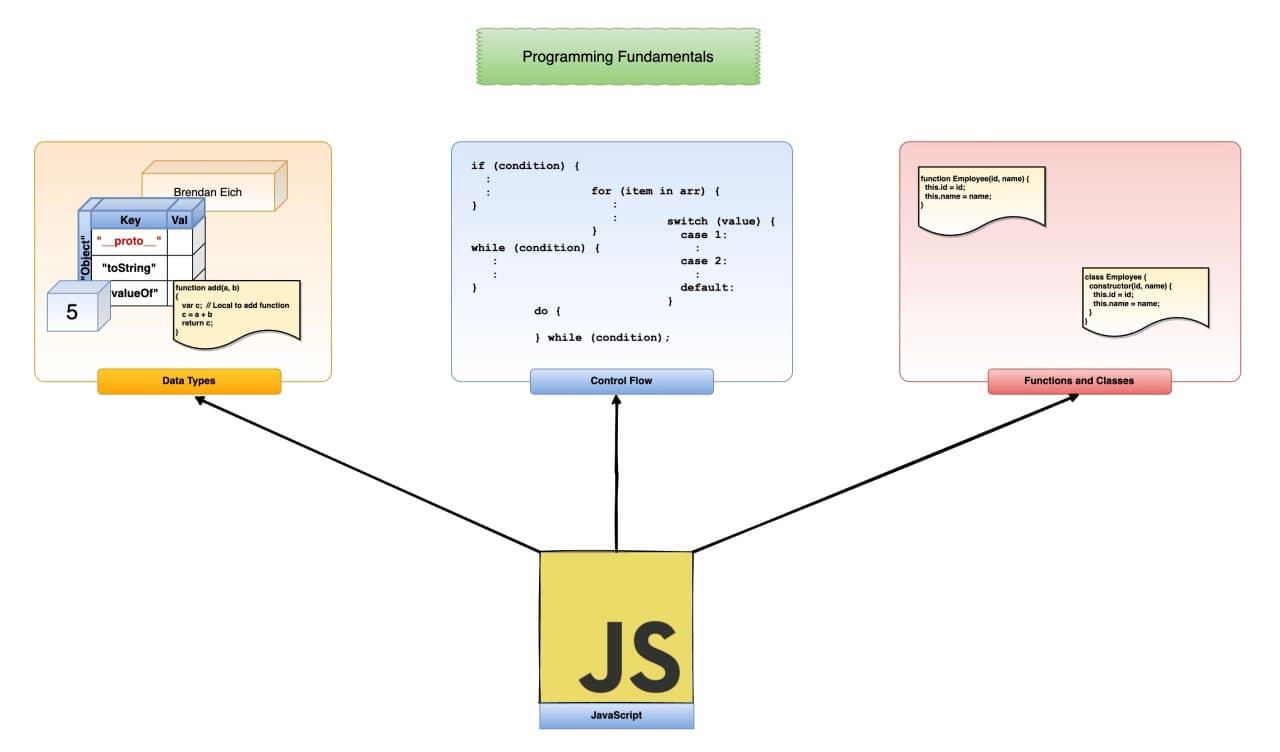 Programming Fundamentals
Brendan Eich
Key Val
"Object"
"__proto__"
"toString"
valueOf"
5
function add(a, b)
{
var c; // Local to add function
c = a + b
return c;
}
Data Types
if (condition) {
:
:
}
for (item in arr) {
:
:
}
while (condition) {
:
:
}
switch (value) {
case 1:
:
case 2:
:
default:
}
do {
} while (condition);
Control Flow
function Employee(id, name) {
this.id = id;
this.name = name;
}
class Employee {
constructor(id, name) {
this.id = id;
this.name = name;
}
}
Functions and Classes
JS
JavaScript